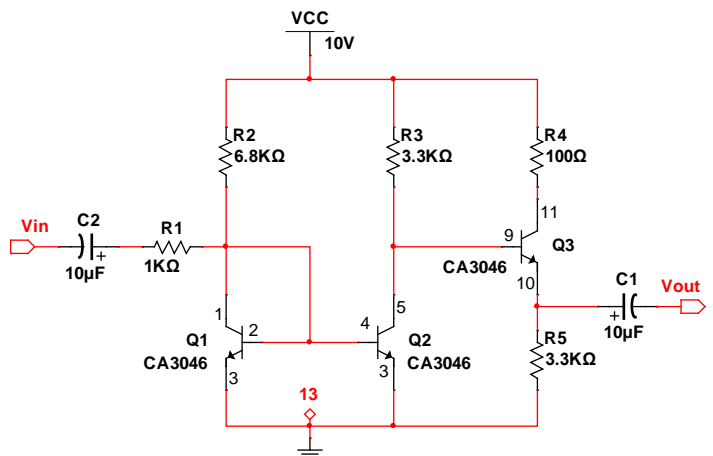 VCC
10V
R2
6.8KΩ
R3
3.3KΩ
R4
100Ω
Vin
C2
10µF
+
R1
1KΩ
11
9
Q3
CA3046
10
C1
Vout
+
10µF
1
2
Q1
CA3046
3
5
4
Q2
CA3046
3
R5
3.3KΩ
13